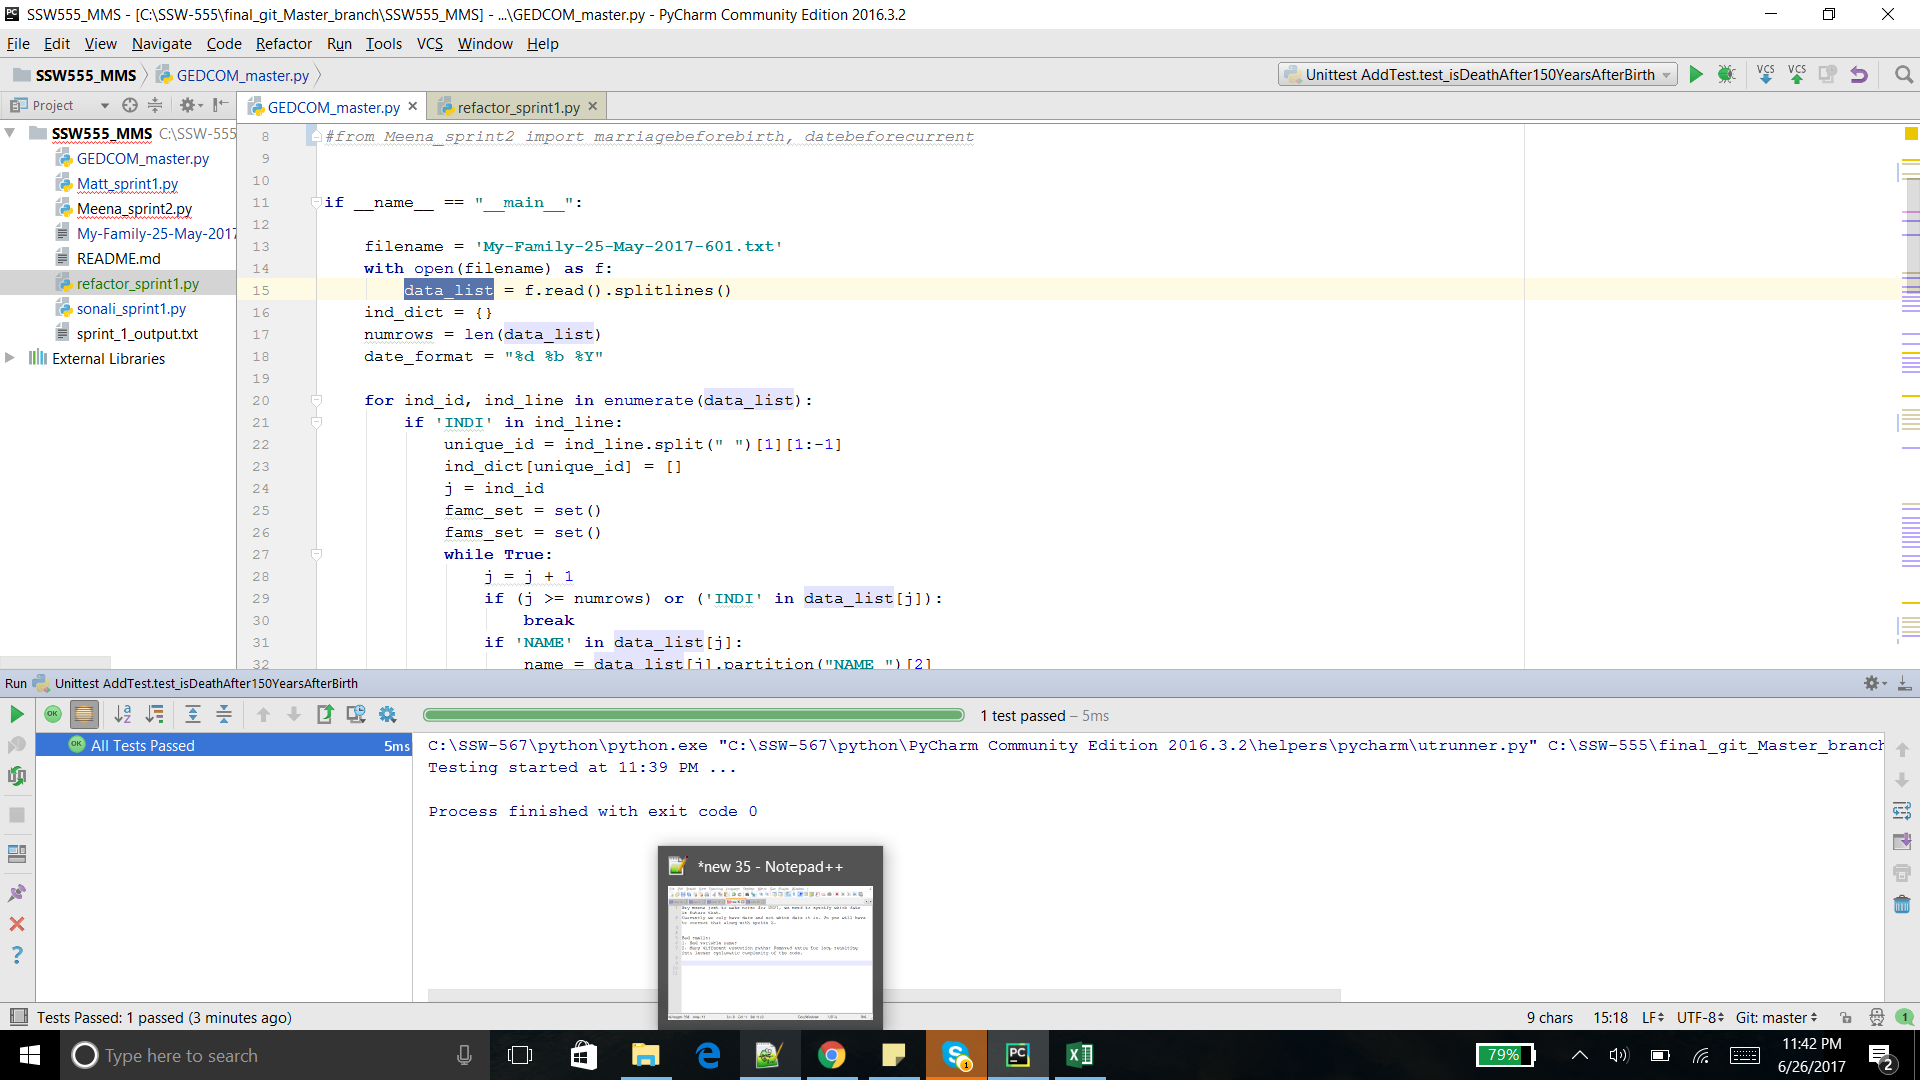 SSW555_MMS - [C:\SSW-555\final_git_Master_branch\SSW555_MMS] - ...\GEDCOM_master.py - PyCharm Community Edition 2016.3.2
File Edit View Navigate Code Refactor Run Tools VCS Window Help
SSW555_MMS GEDCOM_master.py Unittest AddTest.test_isDeathAfter150YearsAfterBirth VCS VCS
Project GEDCOM_master.py refactor_sprint1.py
SSW555_MMS C:\SSW-555
GEDCOM_master.py
Matt_sprint1.py
Meena_sprint2.py
My-Family-25-May-2017
README.md
refactor_sprint1.py
sonali_sprint1.py
sprint_1_output.txt
External Libraries
8 #from Meena_sprint2 import marriagebeforebirth, datebeforecurrent
9
10
11 if __name__ == "__main__":
12
13 filename = 'My-Family-25-May-2017-601.txt'
14 with open(filename) as f:
15 data_list = f.read().splitlines()
16 ind_dict = {}
17 numrows = len(data_list)
18 date_format = "%d %b %Y"
19
20 for ind_id, ind_line in enumerate(data_list):
21 if 'INDI' in ind_line:
22 unique_id = ind_line.split(" ")[1][1:-1]
23 ind_dict[unique_id] = []
24 j = ind_id
25 famc_set = set()
26 fams_set = set()
27 while True:
28 j = j + 1
29 if (j >= numrows) or ('INDI' in data_list[j]):
30 break
31 if 'NAME' in data_list[j]:
32 name = data_list[j].partition("NAME ")[2]
Run Unittest AddTest.test_isDeathAfter150YearsAfterBirth
1 test passed – 5ms
All Tests Passed 5ms
C:\SSW-567\python\python.exe "C:\SSW-567\python\PyCharm Community Edition 2016.3.2\helpers\pycharm\utrunner.py" C:\SSW-555\final_git_Master_branch
Testing started at 11:39 PM ...
Process finished with exit code 0
*new 35 - Notepad++
Tests Passed: 1 passed (3 minutes ago) 9 chars 15:18 LF UTF-8 Git: master 1
Type here to search 79% 11:42 PM
6/26/2017 2